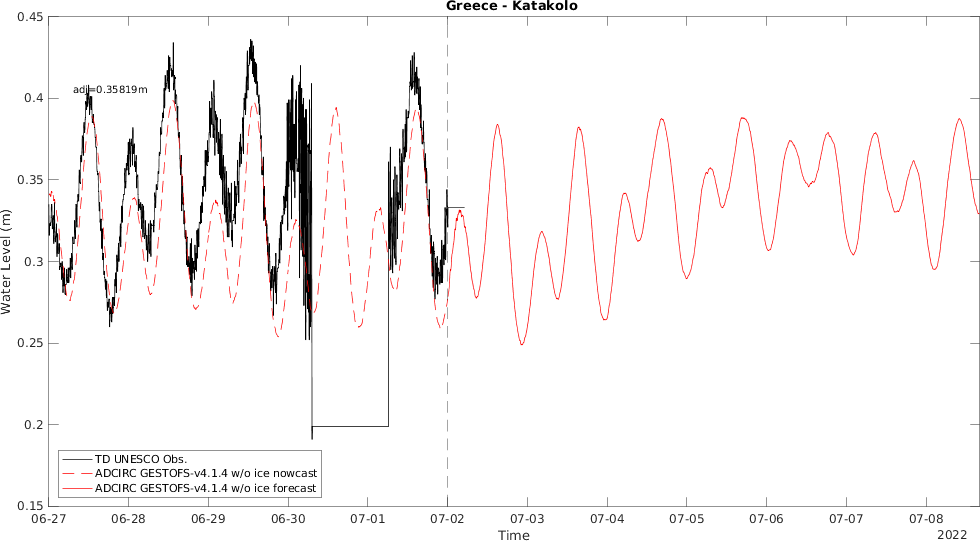 Greece - Katakolo
0.45
0.4
0.35
0.3
0.25
0.2
0.15
Water Level (m)
adj=0.35819m
TD UNESCO Obs.
ADCIRC GESTOFS-v4.1.4 w/o ice nowcast
ADCIRC GESTOFS-v4.1.4 w/o ice forecast
06-27 06-28 06-29 06-30 07-01 07-02 07-03 07-04 07-05 07-06 07-07 07-08
Time
2022